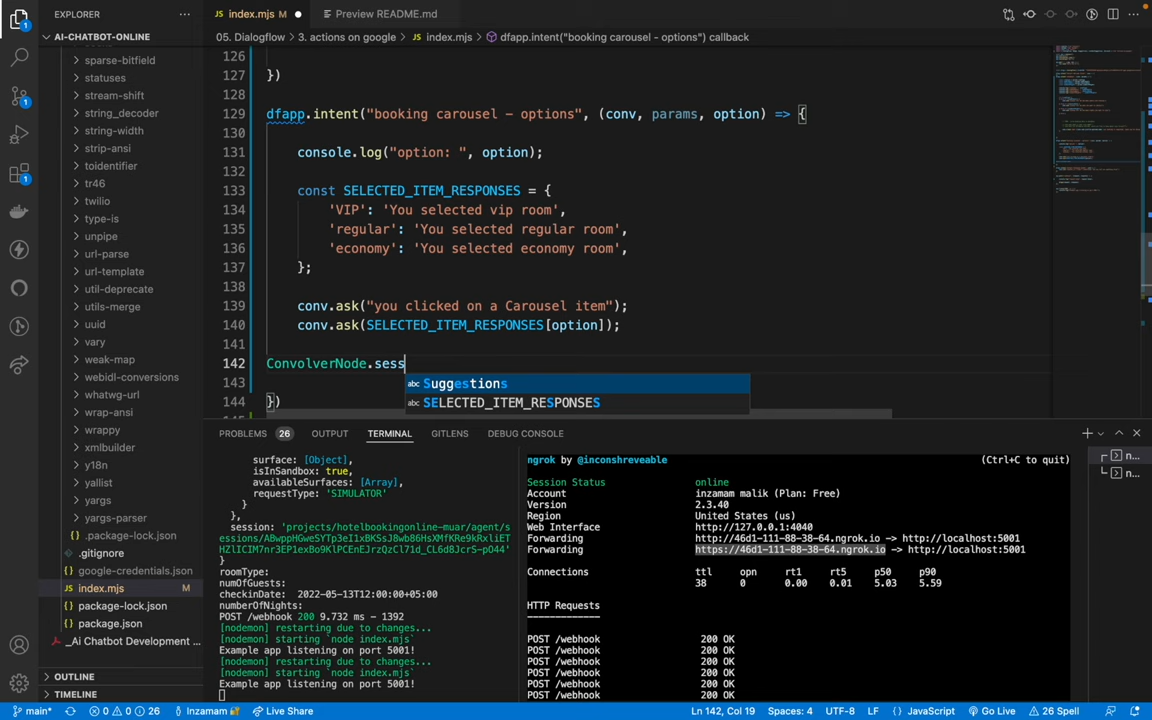 EXPLORER
···
index.mjs M
Preview README.md
AI-CHATBOT-ONLINE
05. Dialogflow > 3. actions on google > index.mjs > dfapp.intent("booking carousel - options") callback
sparse-bitfield
statuses
stream-shift
string_decoder
string-width
strip-ansi
toidentifier
tr46
twilio
type-is
unpipe
url-parse
url-template
util-deprecate
utils-merge
uuid
vary
weak-map
webidl-conversions
whatwg-url
wrap-ansi
wrappy
xmlbuilder
y18n
yallist
yargs
yargs-parser
.package-lock.json
.gitignore
google-credentials.json
index.mjs M
package-lock.json
package.json
_Ai Chatbot Development ...
OUTLINE
TIMELINE
126
127 })
128
129 dfapp.intent("booking carousel - options", (conv, params, option) => {
130
131 console.log("option: ", option);
132
133 const SELECTED_ITEM_RESPONSES = {
134 'VIP': 'You selected vip room',
135 'regular': 'You selected regular room',
136 'economy': 'You selected economy room',
137 };
138
139 conv.ask("you clicked on a Carousel item");
140 conv.ask(SELECTED_ITEM_RESPONSES[option]);
141
142 ConvolverNode.sess
143 abc Suggestions
abc SELECTED_ITEM_RESPONSES
144 })
PROBLEMS 26 OUTPUT TERMINAL GITLENS DEBUG CONSOLE
surface: [Object],
isInSandbox: true,
availableSurfaces: [Array],
requestType: 'SIMULATOR'
}
},
session: 'projects/hotelbookingonline-muar/agent/s
}
roomType:
numOfGuests:
checkinDate: 2022-05-13T12:00:00+05:00
numberOfNights:
POST /webhook 200 9.732 ms - 1392
[nodemon] restarting due to changes...
[nodemon] starting `node index.mjs`
Example app listening on port 5001!
[nodemon] restarting due to changes...
[nodemon] starting `node index.mjs`
Example app listening on port 5001!
ngrok by @inconshreveable (Ctrl+C to quit)
Session Status online
Account inzamam malik (Plan: Free)
Version 2.3.40
Region United States (us)
Web Interface http://127.0.0.1:4040
Forwarding http://46d1-111-88-38-64.ngrok.io -> http://localhost:5001
Forwarding https://46d1-111-88-38-64.ngrok.io -> http://localhost:5001
Connections ttl opn rt1 rt5 p50 p90
38 0 0.00 0.01 5.03 5.59
HTTP Requests
-------------
POST /webhook 200 OK
POST /webhook 200 OK
POST /webhook 200 OK
POST /webhook 200 OK
POST /webhook 200 OK
POST /webhook 200 OK
n...
n...
main* 0 0 26 Inzamam Live Share Ln 142, Col 19 Spaces: 4 UTF-8 LF JavaScript Go Live 26 Spell